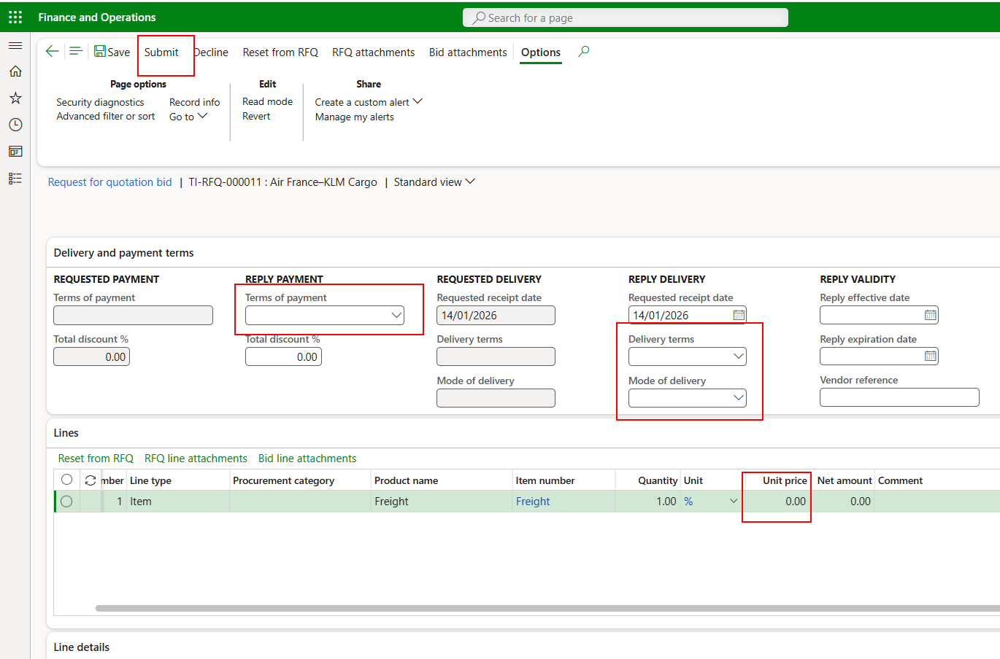 Finance and Operations
Search for a page
Save Submit Decline Reset from RFQ RFQ attachments Bid attachments Options
Page options Edit Share
Security diagnostics Record info Read mode Create a custom alert
Advanced filter or sort Go to Revert Manage my alerts
Request for quotation bid | TI-RFQ-000011 : Air France–KLM Cargo | Standard view
Delivery and payment terms
REQUESTED PAYMENT REPLY PAYMENT REQUESTED DELIVERY REPLY DELIVERY REPLY VALIDITY
Terms of payment Terms of payment Requested receipt date Requested receipt date Reply effective date
14/01/2026 14/01/2026
Total discount % Total discount % Delivery terms Delivery terms Reply expiration date
0.00 0.00
Mode of delivery Mode of delivery Vendor reference
Lines
Reset from RFQ RFQ line attachments Bid line attachments
mber Line type Procurement category Product name Item number Quantity Unit Unit price Net amount Comment
1 Item Freight Freight 1.00 % 0.00 0.00
Line details